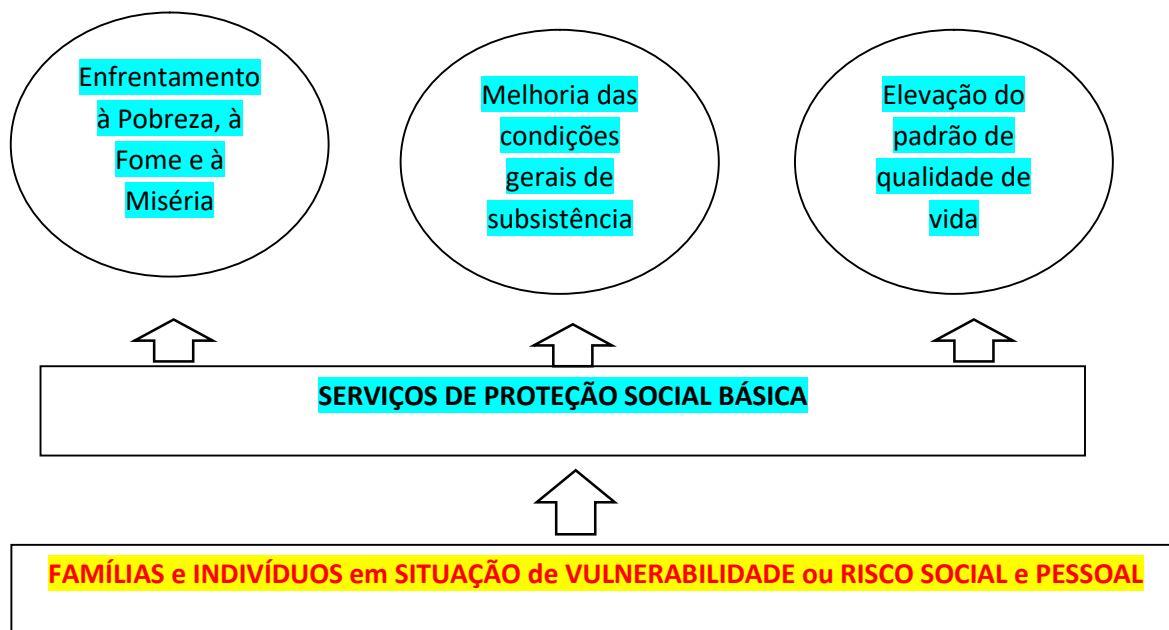 Enfrentamento
à Pobreza, à
Fome e à
Miséria
Melhoria das
condições
gerais de
subsistência
Elevação do
padrão de
qualidade de
vida
SERVIÇOS DE PROTEÇÃO SOCIAL BÁSICA
FAMÍLIAS e INDIVÍDUOS em SITUAÇÃO de VULNERABILIDADE ou RISCO SOCIAL e PESSOAL